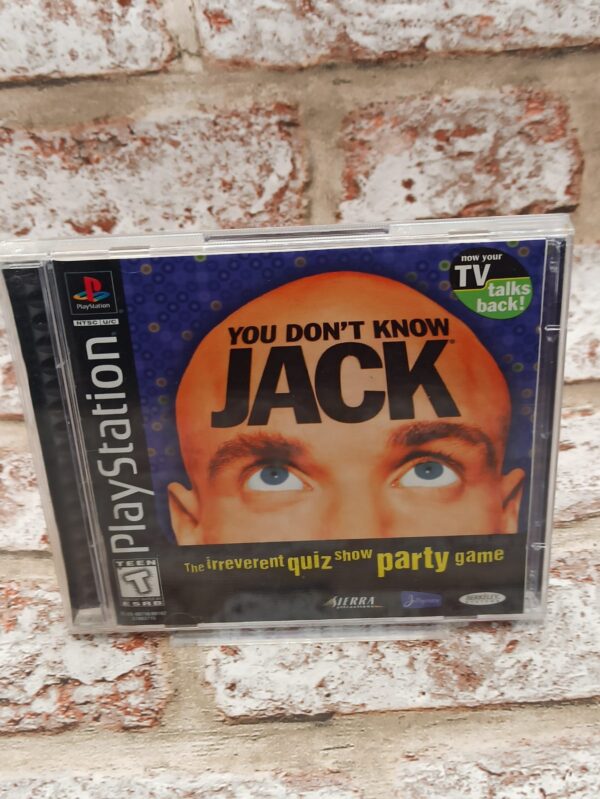 PlayStation
NTSC U/C
PlayStation
now your
TV
talks
back!
YOU DON'T KNOW
JACK
The irreverent quiz show party game
TEEN
T
ESRB
SIERRA
BERKELEY